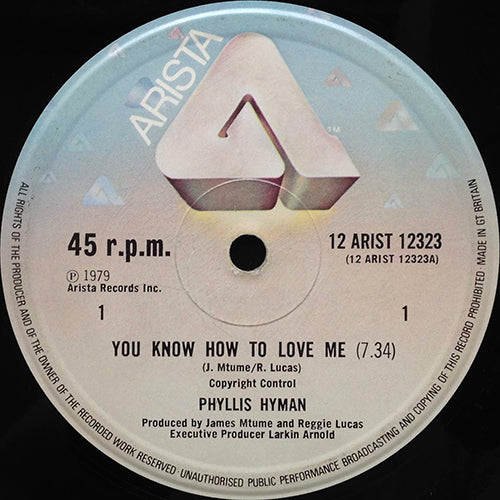 ARISTA
TM
45 r.p.m.
12 ARIST 12323
(12 ARIST 12323A)
Ⓟ 1979
Arista Records Inc.
1
1
YOU KNOW HOW TO LOVE ME (7.34)
(J. Mtume/R. Lucas)
Copyright Control
PHYLLIS HYMAN
Produced by James Mtume and Reggie Lucas
Executive Producer Larkin Arnold
ALL RIGHTS OF THE PRODUCER AND OF THE OWNER OF THE RECORDED WORK RESERVED·UNAUTHORISED PUBLIC PERFORMANCE BROADCASTING AND COPYING OF THIS RECORD PROHIBITED MADE IN GT BRITAIN